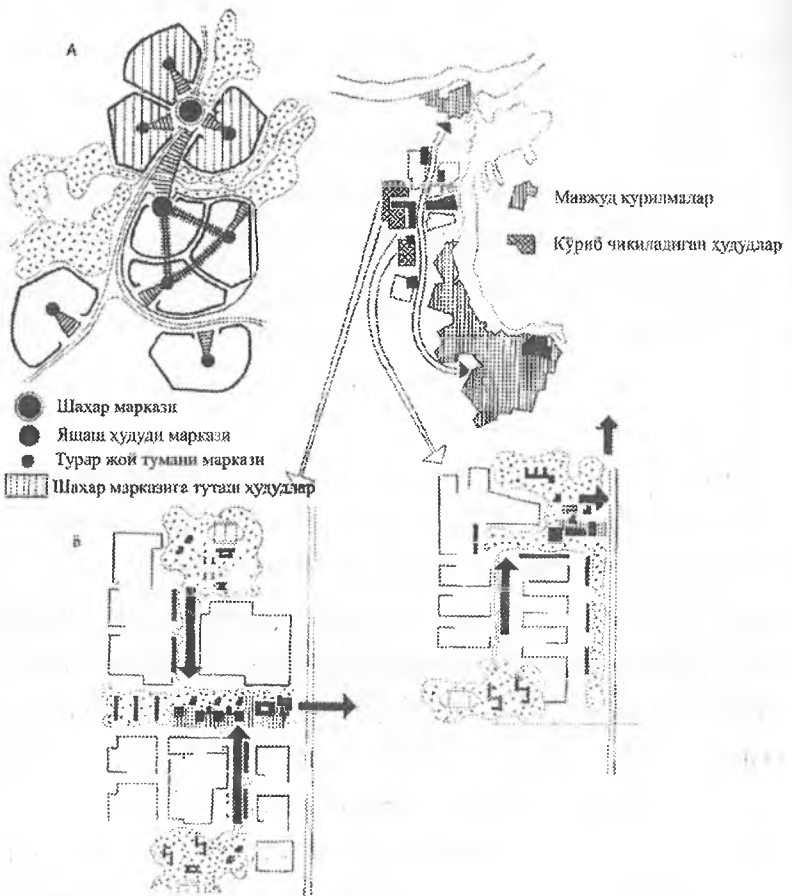 А
Мавжуд қурилмалар
Кўриб чиқиладиган ҳудудлар
Шаҳар маркази
Яшаш ҳудуди маркази
Турар жой тумани маркази
Шаҳар марказига туташ ҳудудлар
В